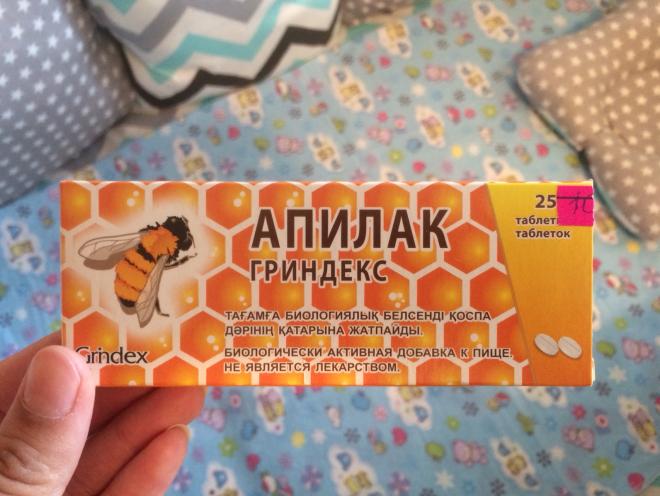 АПИЛАК
ГРИНДЕКС
25
таблет
таблеток
ТАҒАМҒА БИОЛОГИЯЛЫҚ БЕЛСЕНДІ ҚОСПА
ДӘРІНІҢ ҚАТАРЫНА ЖАТПАЙДЫ.
БИОЛОГИЧЕСКИ АКТИВНАЯ ДОБАВКА К ПИЩЕ.
НЕ ЯВЛЯЕТСЯ ЛЕКАРСТВОМ.
Grindex